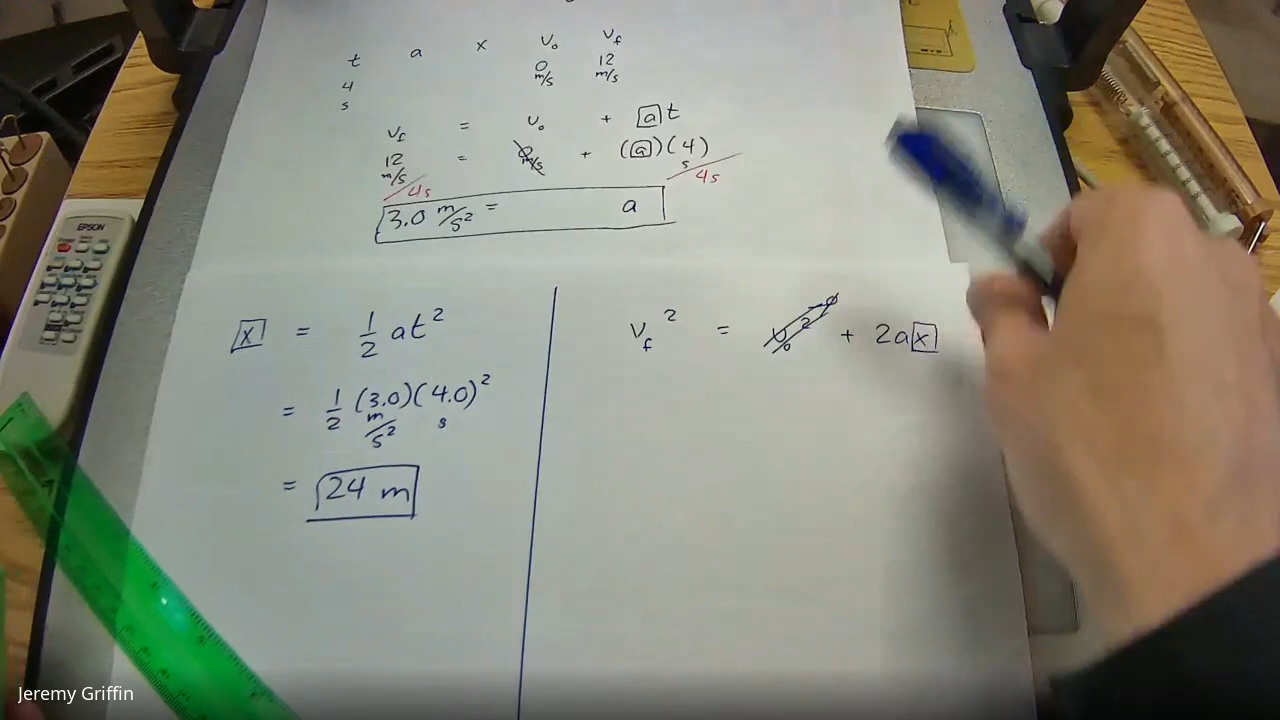 t a x v₀ v_f
4 s 0 m/s 12 m/s
v_f = v₀ + a t
12 m/s = 0 m/s + (a)(4 s)
/4s /4s
3.0 m/s² = a
x = 1/2 at²
= 1/2 (3.0 m/s²)(4.0 s)²
= 24 m
v_f² = v₀² 0 + 2ax
EPSON
Jeremy Griffin